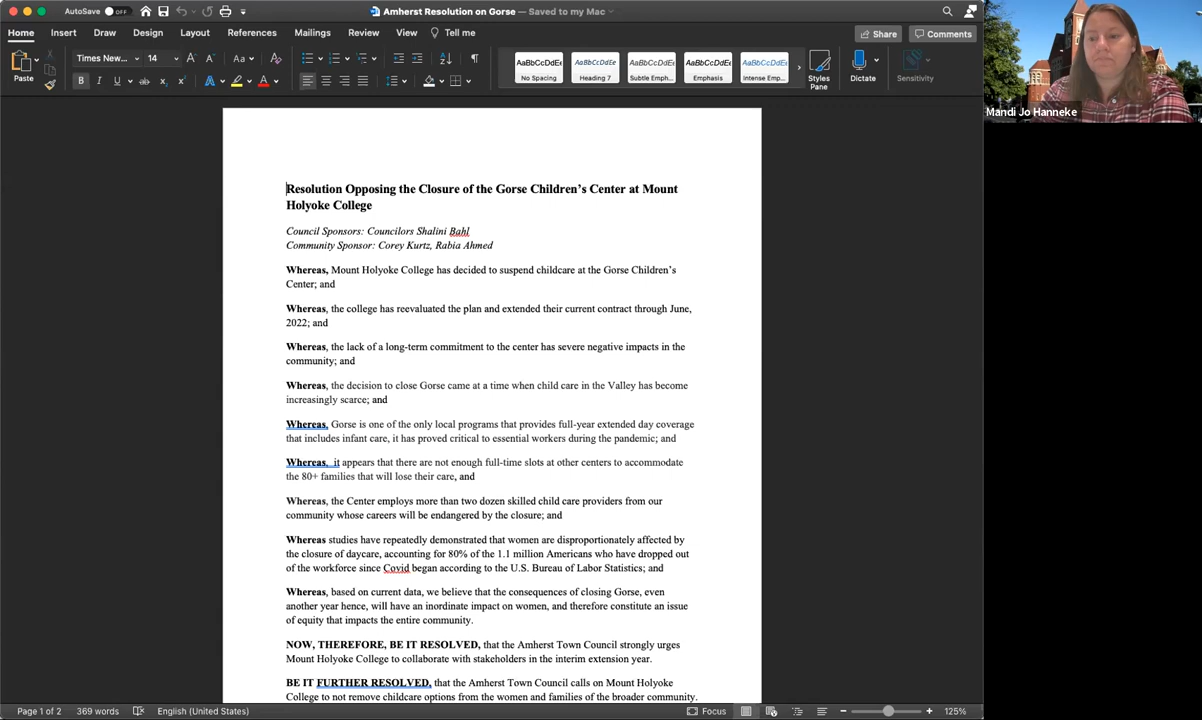 AutoSave OFF Amherst Resolution on Gorse — Saved to my Mac
Home Insert Draw Design Layout References Mailings Review View Tell me Share Comments
Paste Times New... 14 Aa B I U ab x x A A AaBbCcDdEe AaBbCcDdEe AaBbCcDdEe AaBbCcDdEe AaBbCcDdEe
No Spacing Heading 7 Subtle Emph... Emphasis Intense Emp... Styles Pane Dictate Sensitivity
Mandi Jo Hanneke
Resolution Opposing the Closure of the Gorse Children's Center at Mount
Holyoke College
Council Sponsors: Councilors Shalini Bahl
Community Sponsor: Corey Kurtz, Rabia Ahmed
Whereas, Mount Holyoke College has decided to suspend childcare at the Gorse Children's
Center; and
Whereas, the college has reevaluated the plan and extended their current contract through June,
2022; and
Whereas, the lack of a long-term commitment to the center has severe negative impacts in the
community; and
Whereas, the decision to close Gorse came at a time when child care in the Valley has become
increasingly scarce; and
Whereas, Gorse is one of the only local programs that provides full-year extended day coverage
that includes infant care, it has proved critical to essential workers during the pandemic; and
Whereas, it appears that there are not enough full-time slots at other centers to accommodate
the 80+ families that will lose their care, and
Whereas, the Center employs more than two dozen skilled child care providers from our
community whose careers will be endangered by the closure; and
Whereas studies have repeatedly demonstrated that women are disproportionately affected by
the closure of daycare, accounting for 80% of the 1.1 million Americans who have dropped out
of the workforce since Covid began according to the U.S. Bureau of Labor Statistics; and
Whereas, based on current data, we believe that the consequences of closing Gorse, even
another year hence, will have an inordinate impact on women, and therefore constitute an issue
of equity that impacts the entire community.
NOW, THEREFORE, BE IT RESOLVED, that the Amherst Town Council strongly urges
Mount Holyoke College to collaborate with stakeholders in the interim extension year.
BE IT FURTHER RESOLVED, that the Amherst Town Council calls on Mount Holyoke
College to not remove childcare options from the women and families of the broader community.
Page 1 of 2 369 words English (United States) Focus 125%